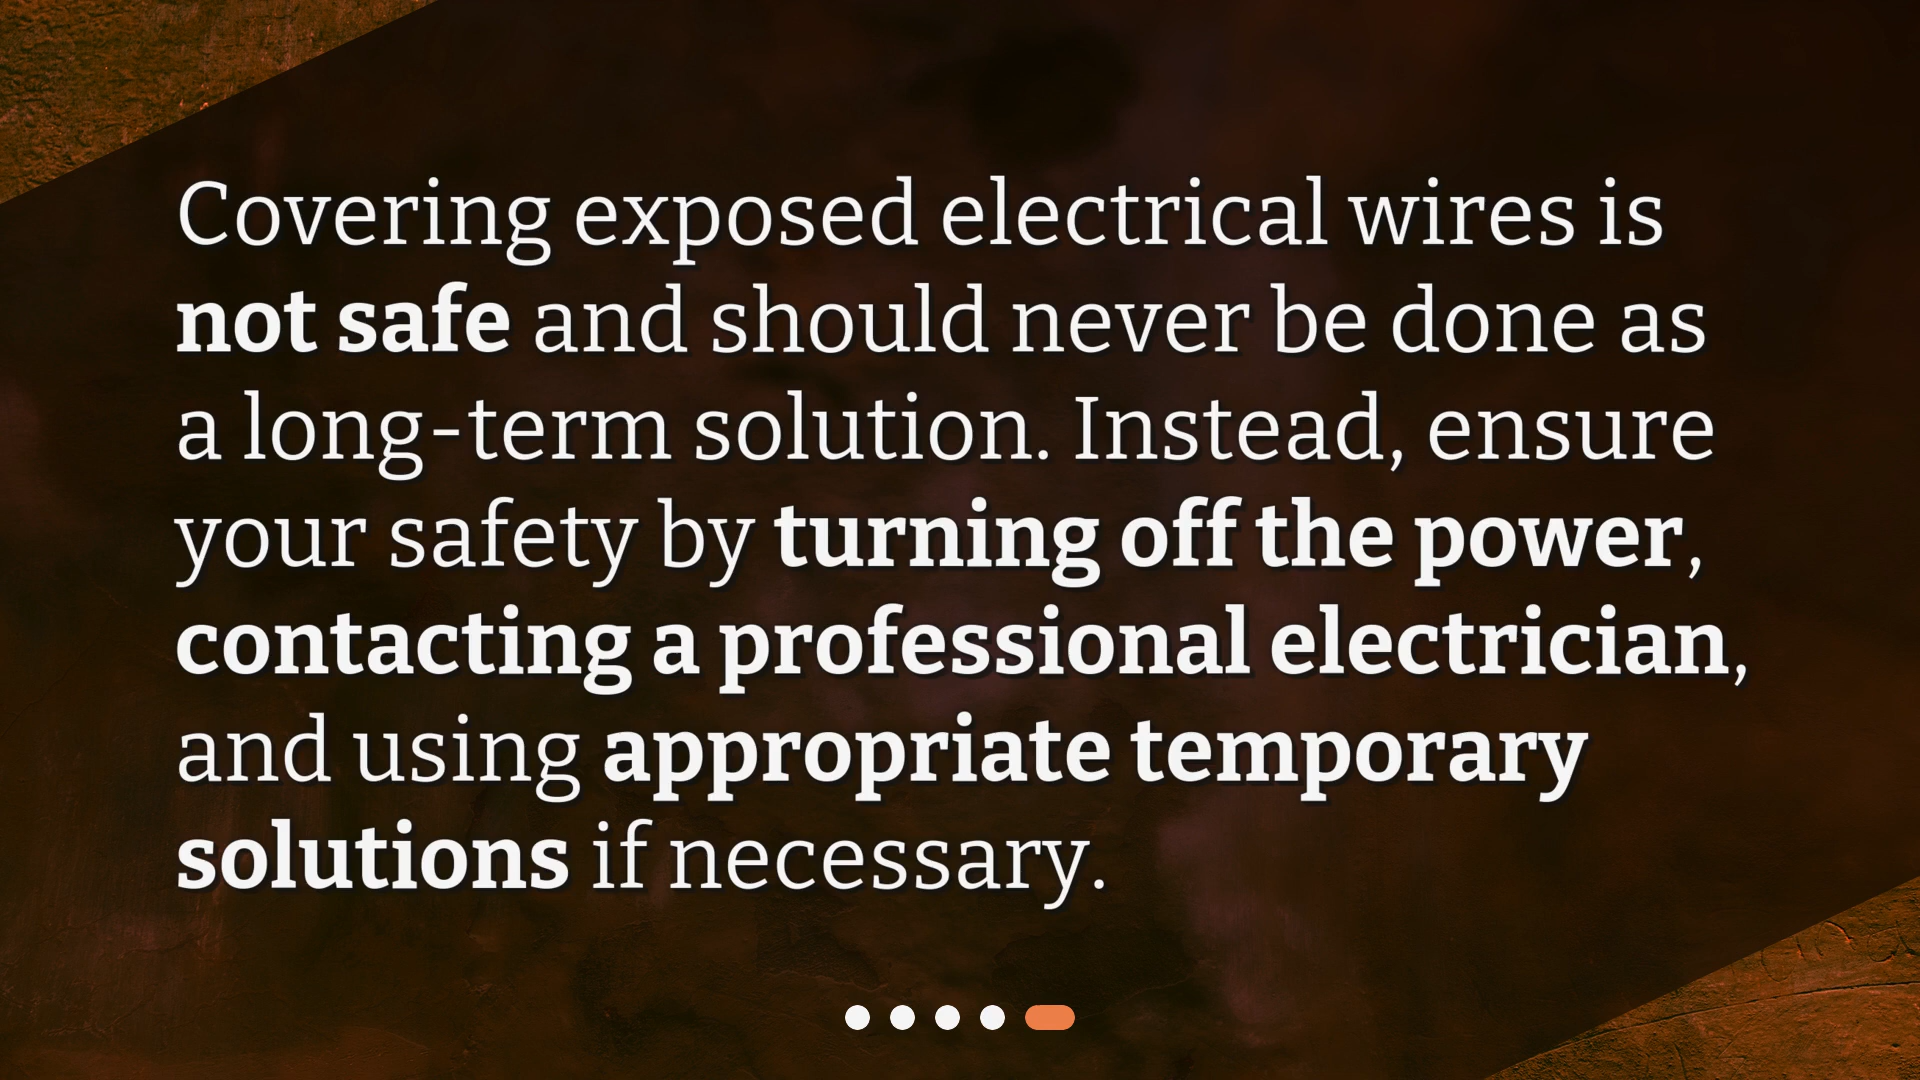 Covering exposed electrical wires is
not safe and should never be done as
a long-term solution. Instead, ensure
your safety by turning off the power,
contacting a professional electrician,
and using appropriate temporary
solutions if necessary.